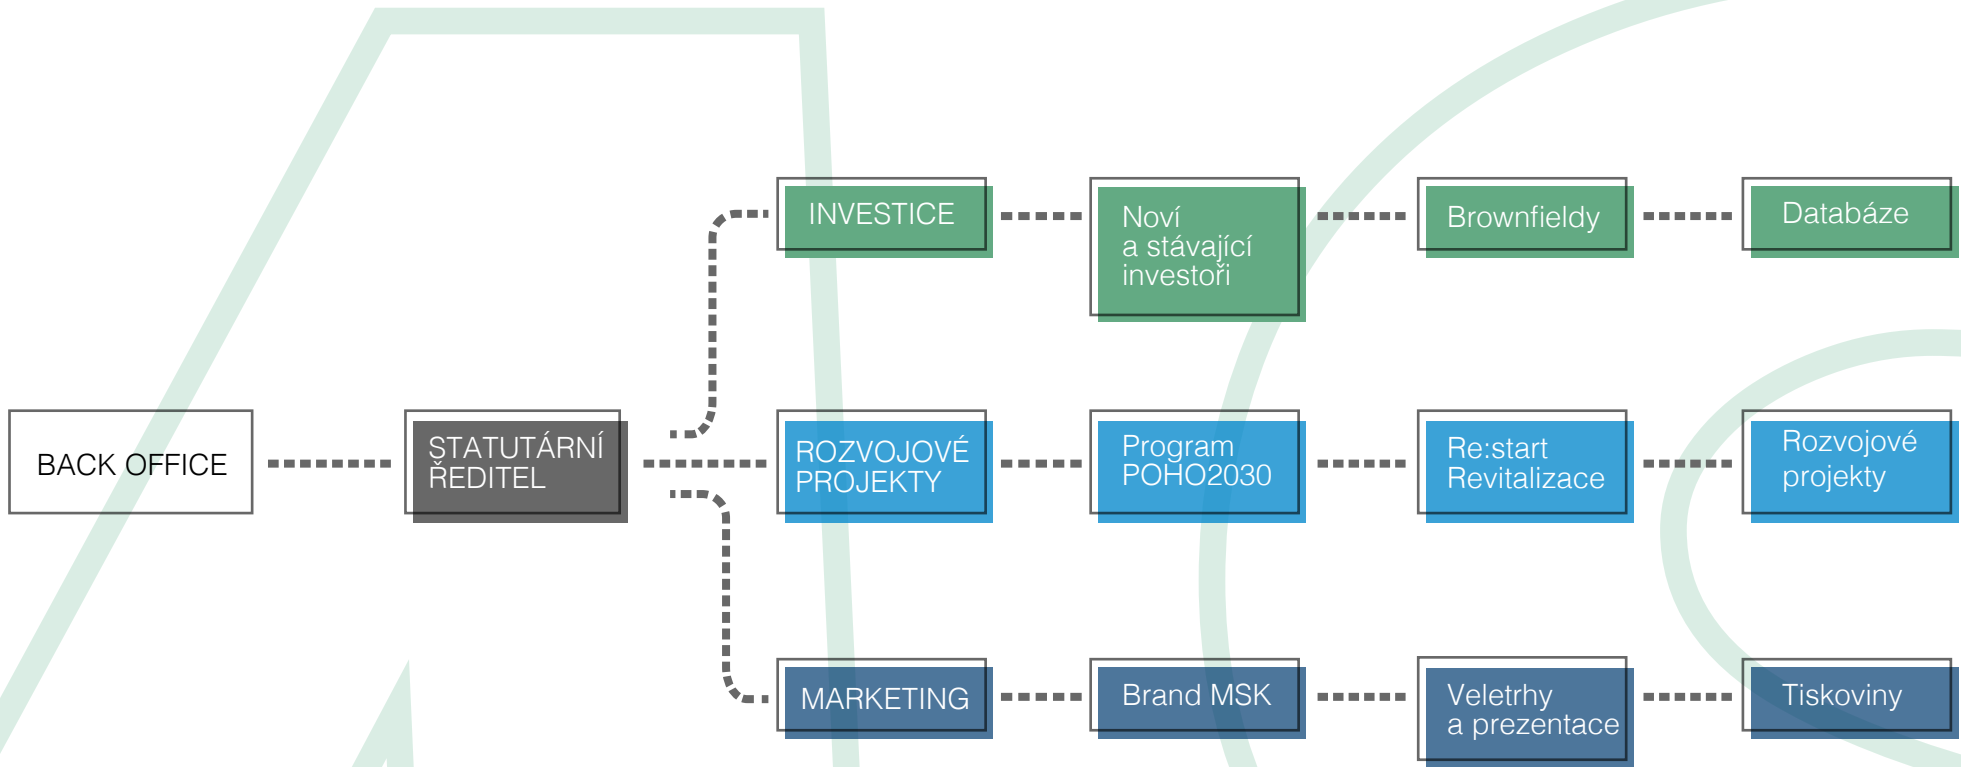 BACK OFFICE
STATUTÁRNÍ
ŘEDITEL
INVESTICE
Noví
a stávající
investoři
Brownfieldy
Databáze
ROZVOJOVÉ
PROJEKTY
Program
POHO2030
Re:start
Revitalizace
Rozvojové
projekty
MARKETING
Brand MSK
Veletrhy
a prezentace
Tiskoviny